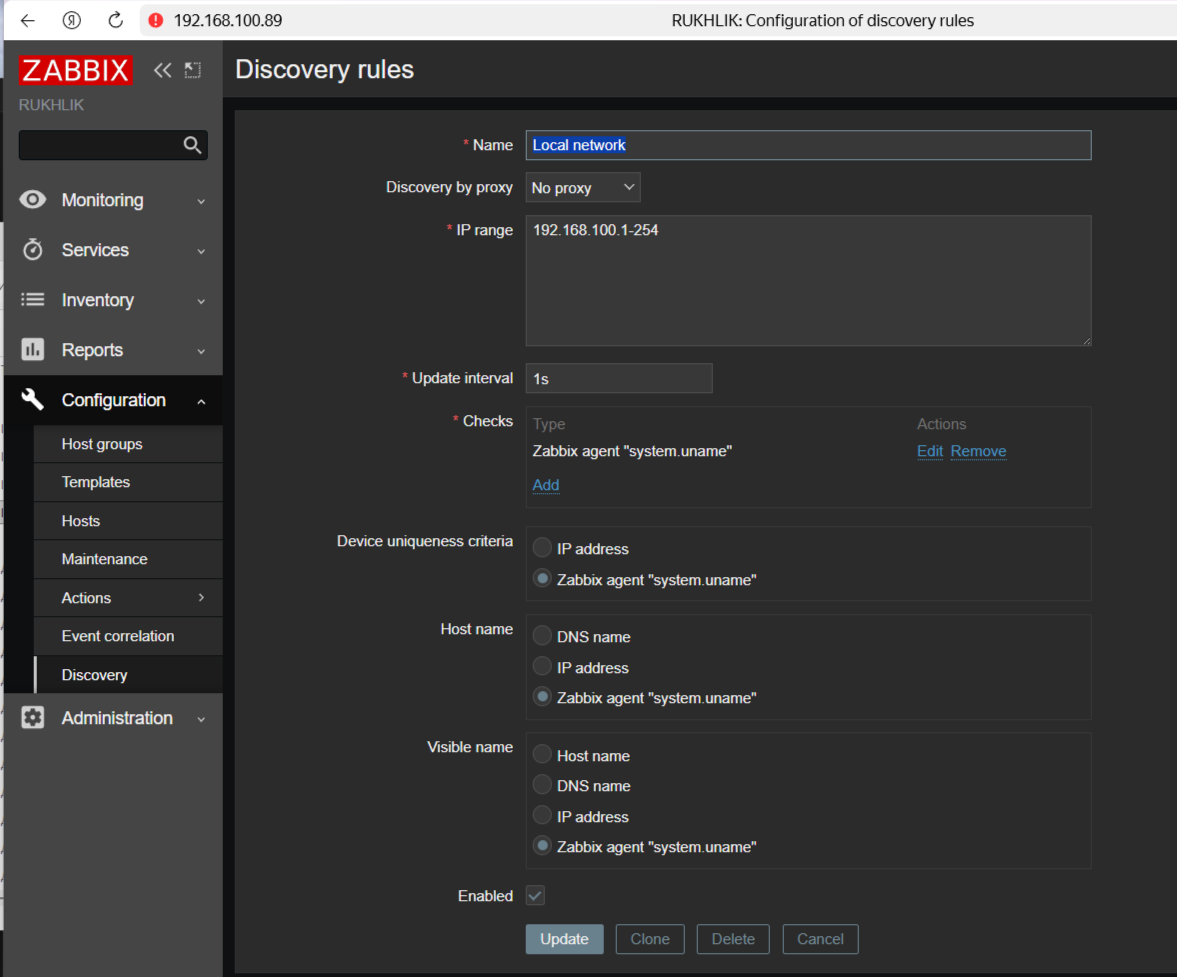 192.168.100.89 RUKHLIK: Configuration of discovery rules
ZABBIX
RUKHLIK
Monitoring
Services
Inventory
Reports
Configuration
Host groups
Templates
Hosts
Maintenance
Actions
Event correlation
Discovery
Administration
Discovery rules
* Name Local network
Discovery by proxy No proxy
* IP range 192.168.100.1-254
* Update interval 1s
* Checks Type Actions
Zabbix agent "system.uname" Edit Remove
Add
Device uniqueness criteria IP address
Zabbix agent "system.uname"
Host name DNS name
IP address
Zabbix agent "system.uname"
Visible name Host name
DNS name
IP address
Zabbix agent "system.uname"
Enabled
Update Clone Delete Cancel